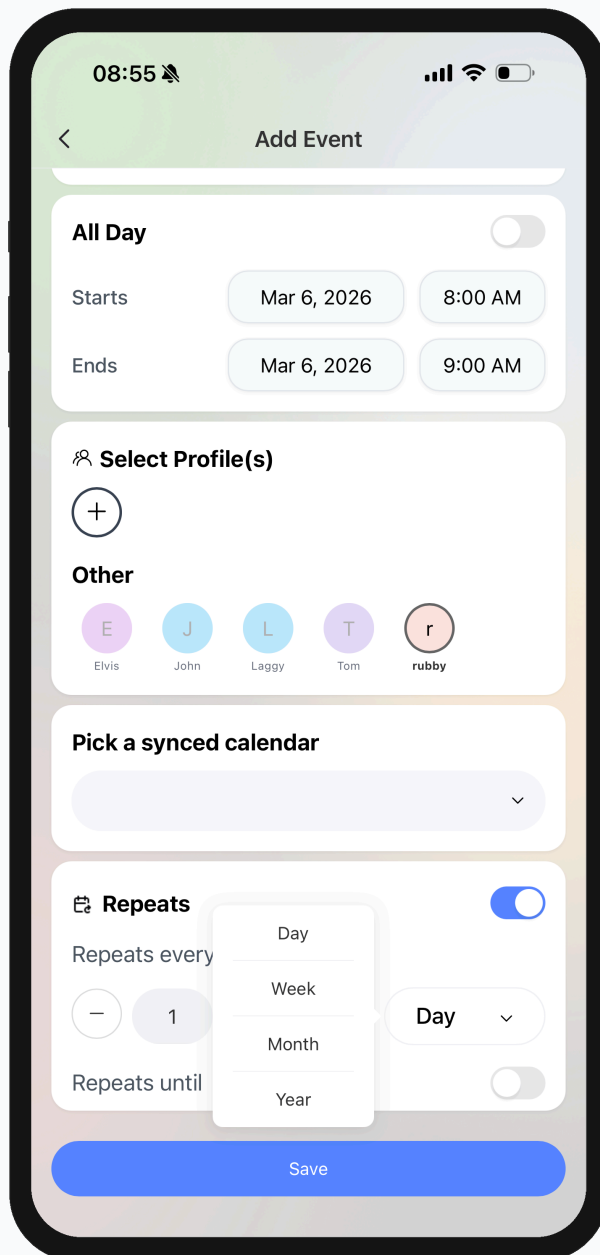 08:55
Add Event
All Day
Starts Mar 6, 2026 8:00 AM
Ends Mar 6, 2026 9:00 AM
Select Profile(s)
Other
E J L T r
Elvis John Laggy Tom rubby
Pick a synced calendar
Repeats
Repeats every
Day
Week
Month
Year
1 Day
Repeats until
Save